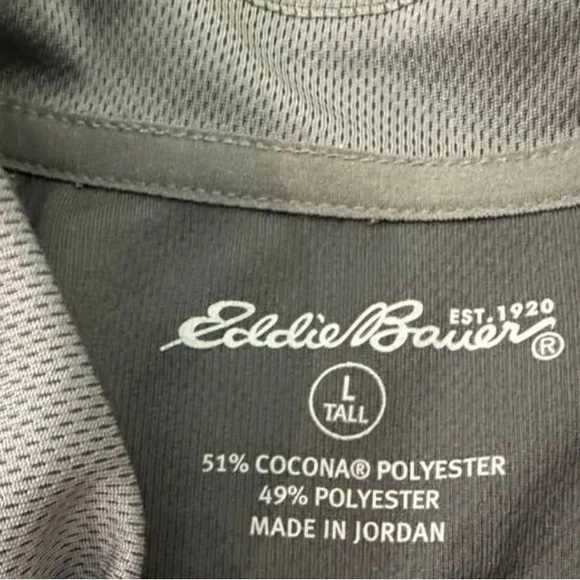 EST. 1920
Eddie Bauer®
L
TALL
51% COCONA® POLYESTER
49% POLYESTER
MADE IN JORDAN